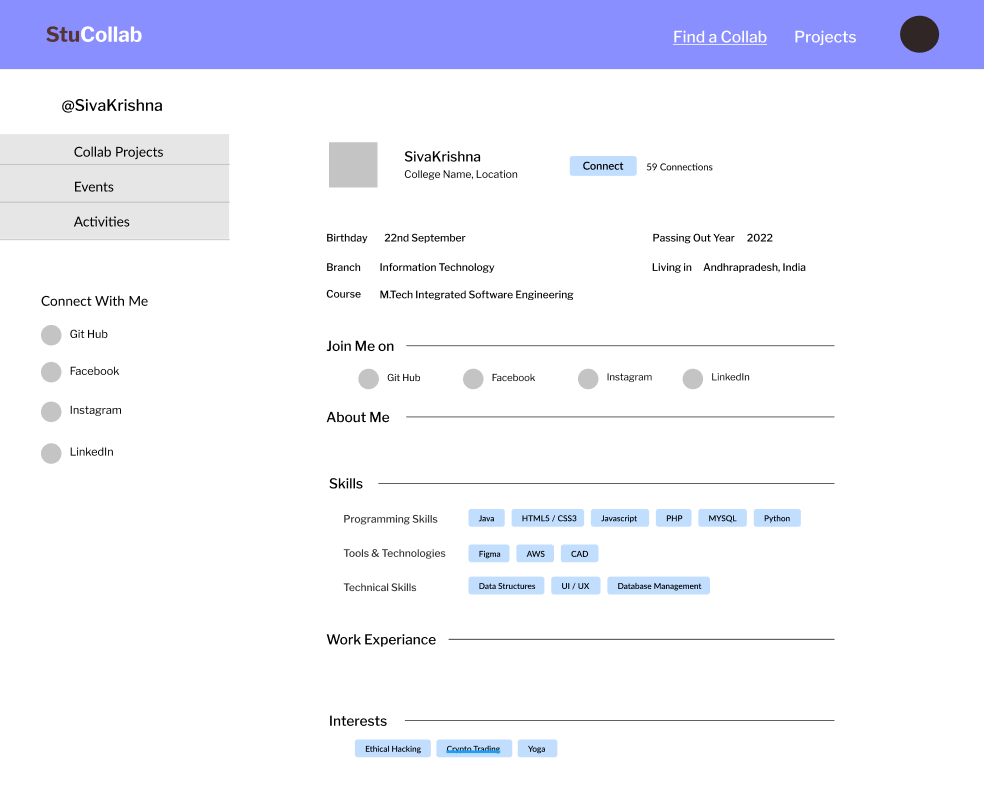 StuCollab
Find a Collab Projects
@SivaKrishna
Collab Projects
Events
Activities
Connect With Me
Git Hub
Facebook
Instagram
LinkedIn
SivaKrishna
College Name, Location
Connect 59 Connections
Birthday 22nd September
Passing Out Year 2022
Branch Information Technology
Living in Andhrapradesh, India
Course M.Tech Integrated Software Engineering
Join Me on
Git Hub Facebook Instagram LinkedIn
About Me
Skills
Programming Skills Java HTML5 / CSS3 Javascript PHP MYSQL Python
Tools & Technologies Figma AWS CAD
Technical Skills Data Structures UI / UX Database Management
Work Experiance
Interests
Ethical Hacking Crypto Trading Yoga